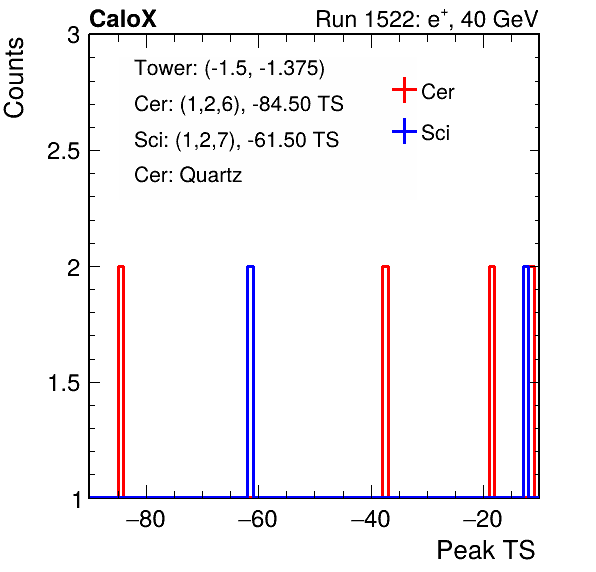 CaloX Run 1522: e⁺, 40 GeV
Counts
Tower: (-1.5, -1.375)
Cer: (1,2,6), -84.50 TS
Sci: (1,2,7), -61.50 TS
Cer: Quartz
Cer
Sci
3
2.5
2
1.5
1
−80 −60 −40 −20
Peak TS